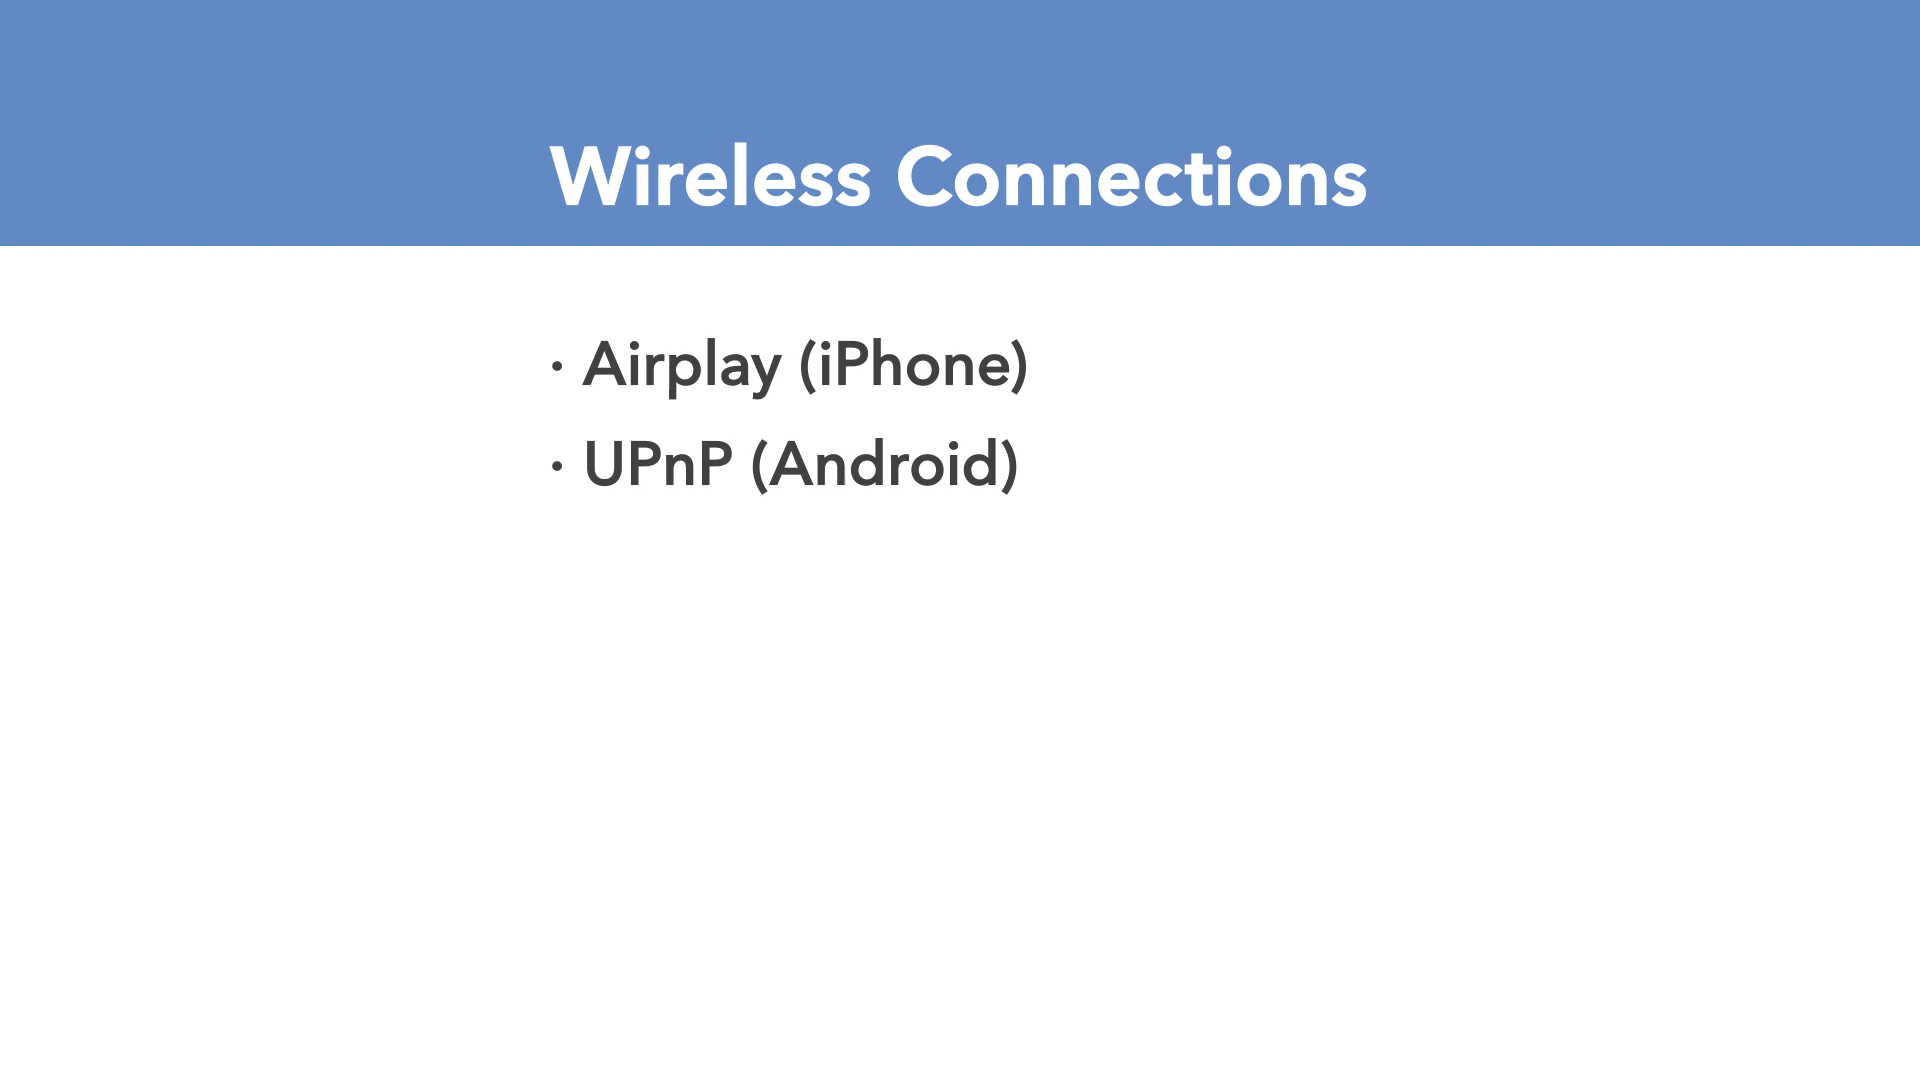 Wireless Connections
· Airplay (iPhone)
· UPnP (Android)